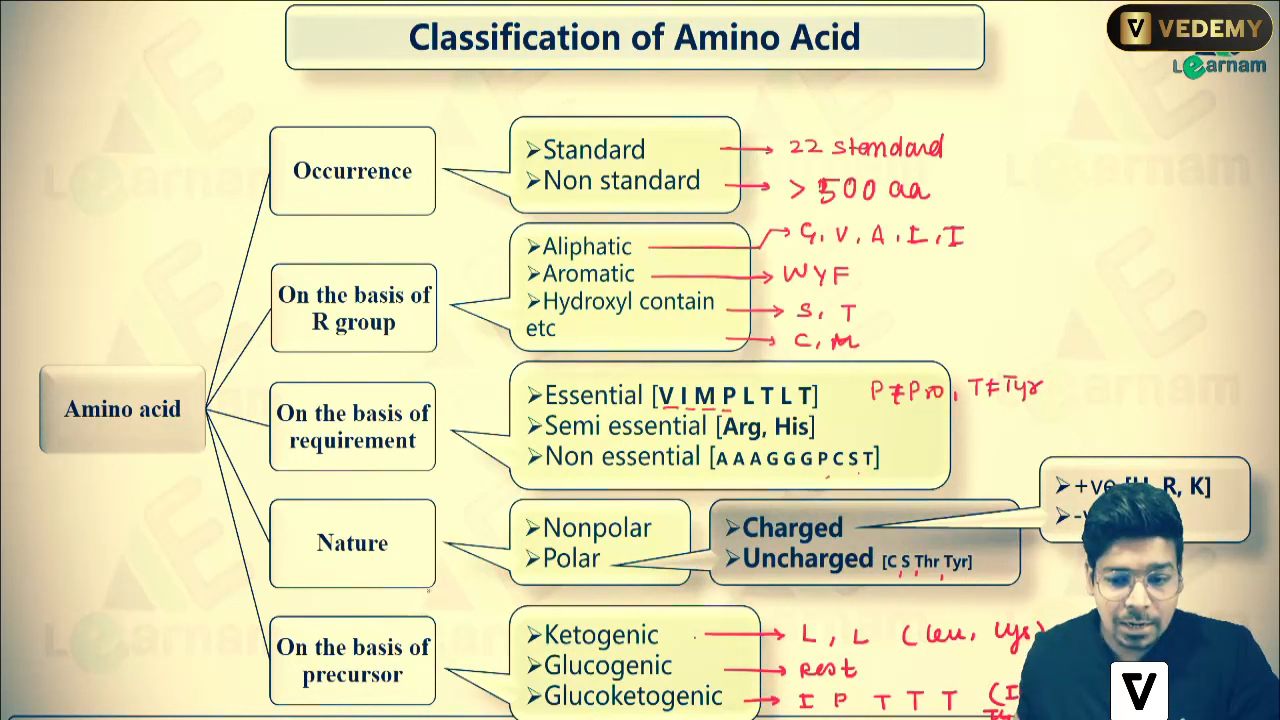 Classification of Amino Acid
VEDEMY
Learnam
Amino acid
Occurrence
➤Standard → 22 standard
➤Non standard → > 500 aa
On the basis of
R group
➤Aliphatic → G, V, A, L, I
➤Aromatic → W Y F
➤Hydroxyl contain → S, T
etc → C, M
On the basis of
requirement
➤Essential [V I M P L T L T] P ≠ Pro, T ≠ Tyr
➤Semi essential [Arg, His]
➤Non essential [A A A G G G P C S T]
Nature
➤Nonpolar
➤Polar
➤Charged
➤Uncharged [C S Thr Tyr]
➤+ve R, K]
On the basis of
precursor
➤Ketogenic → L, L (Leu, Lys)
➤Glucogenic → Rest
➤Glucoketogenic → I P T T T (I